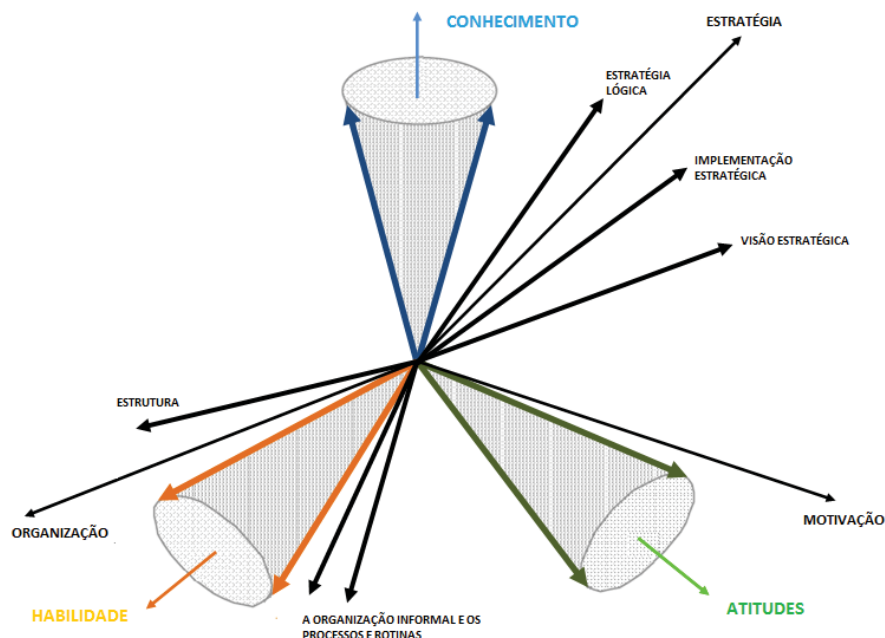 CONHECIMENTO
ESTRATÉGIA
ESTRATÉGIA
LÓGICA
IMPLEMENTAÇÃO
ESTRATÉGICA
VISÃO ESTRATÉGICA
ESTRUTURA
ORGANIZAÇÃO
MOTIVAÇÃO
HABILIDADE
ATITUDES
A ORGANIZAÇÃO INFORMAL E OS
PROCESSOS E ROTINAS